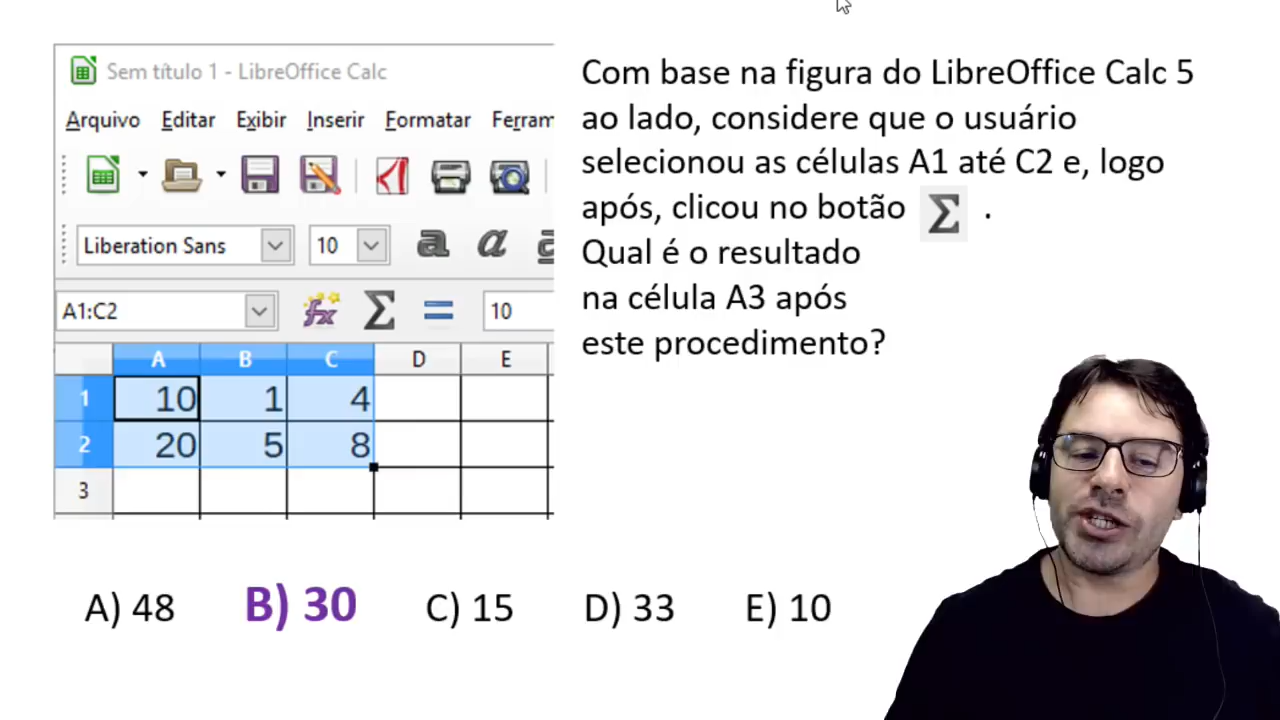 Sem título 1 - LibreOffice Calc
Arquivo Editar Exibir Inserir Formatar Ferram
Liberation Sans 10 a a a
A1:C2 fx Σ = 10
A B C D E
1 10 1 4
2 20 5 8
3
Com base na figura do LibreOffice Calc 5
ao lado, considere que o usuário
selecionou as células A1 até C2 e, logo
após, clicou no botão Σ .
Qual é o resultado
na célula A3 após
este procedimento?
A) 48 B) 30 C) 15 D) 33 E) 10